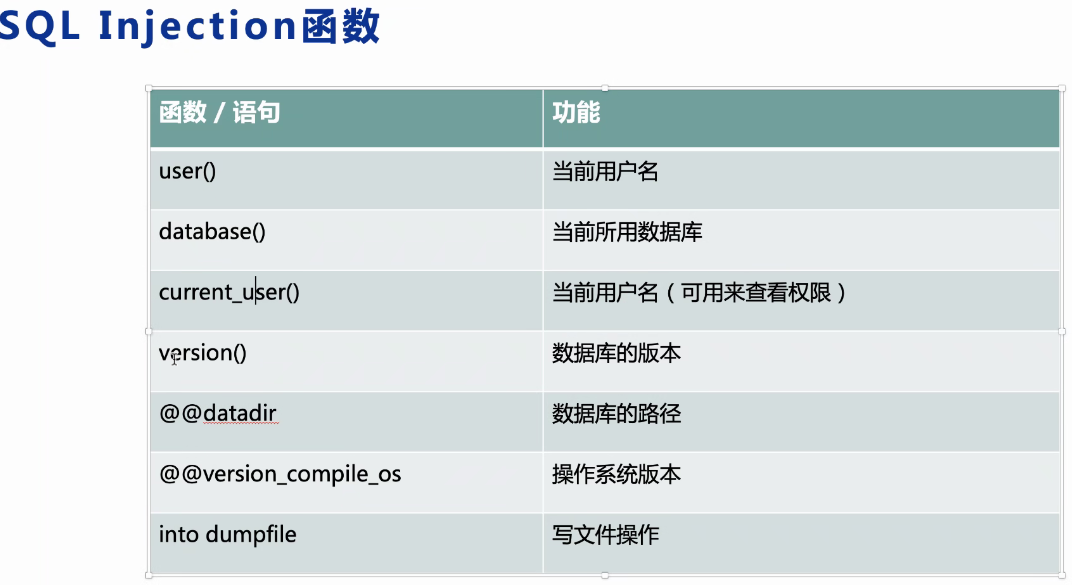 SQL Injection函数
函数 / 语句 功能
user() 当前用户名
database() 当前所用数据库
current_user() 当前用户名（可用来查看权限）
version() 数据库的版本
@@datadir 数据库的路径
@@version_compile_os 操作系统版本
into dumpfile 写文件操作